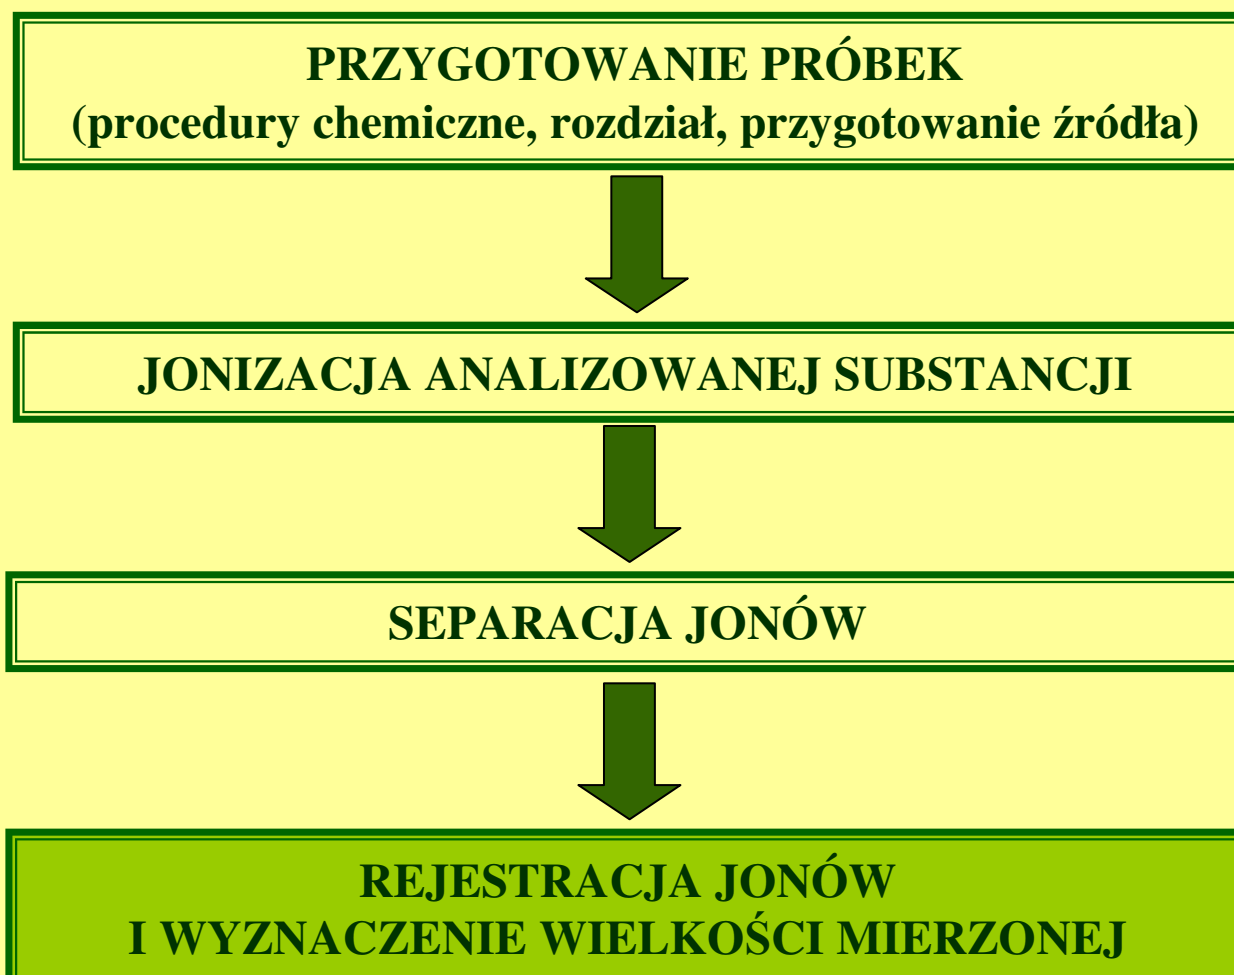 PRZYGOTOWANIE PRÓBEK
(procedury chemiczne, rozdział, przygotowanie źródła)
JONIZACJA ANALIZOWANEJ SUBSTANCJI
SEPARACJA JONÓW
REJESTRACJA JONÓW
I WYZNACZENIE WIELKOŚCI MIERZONEJ